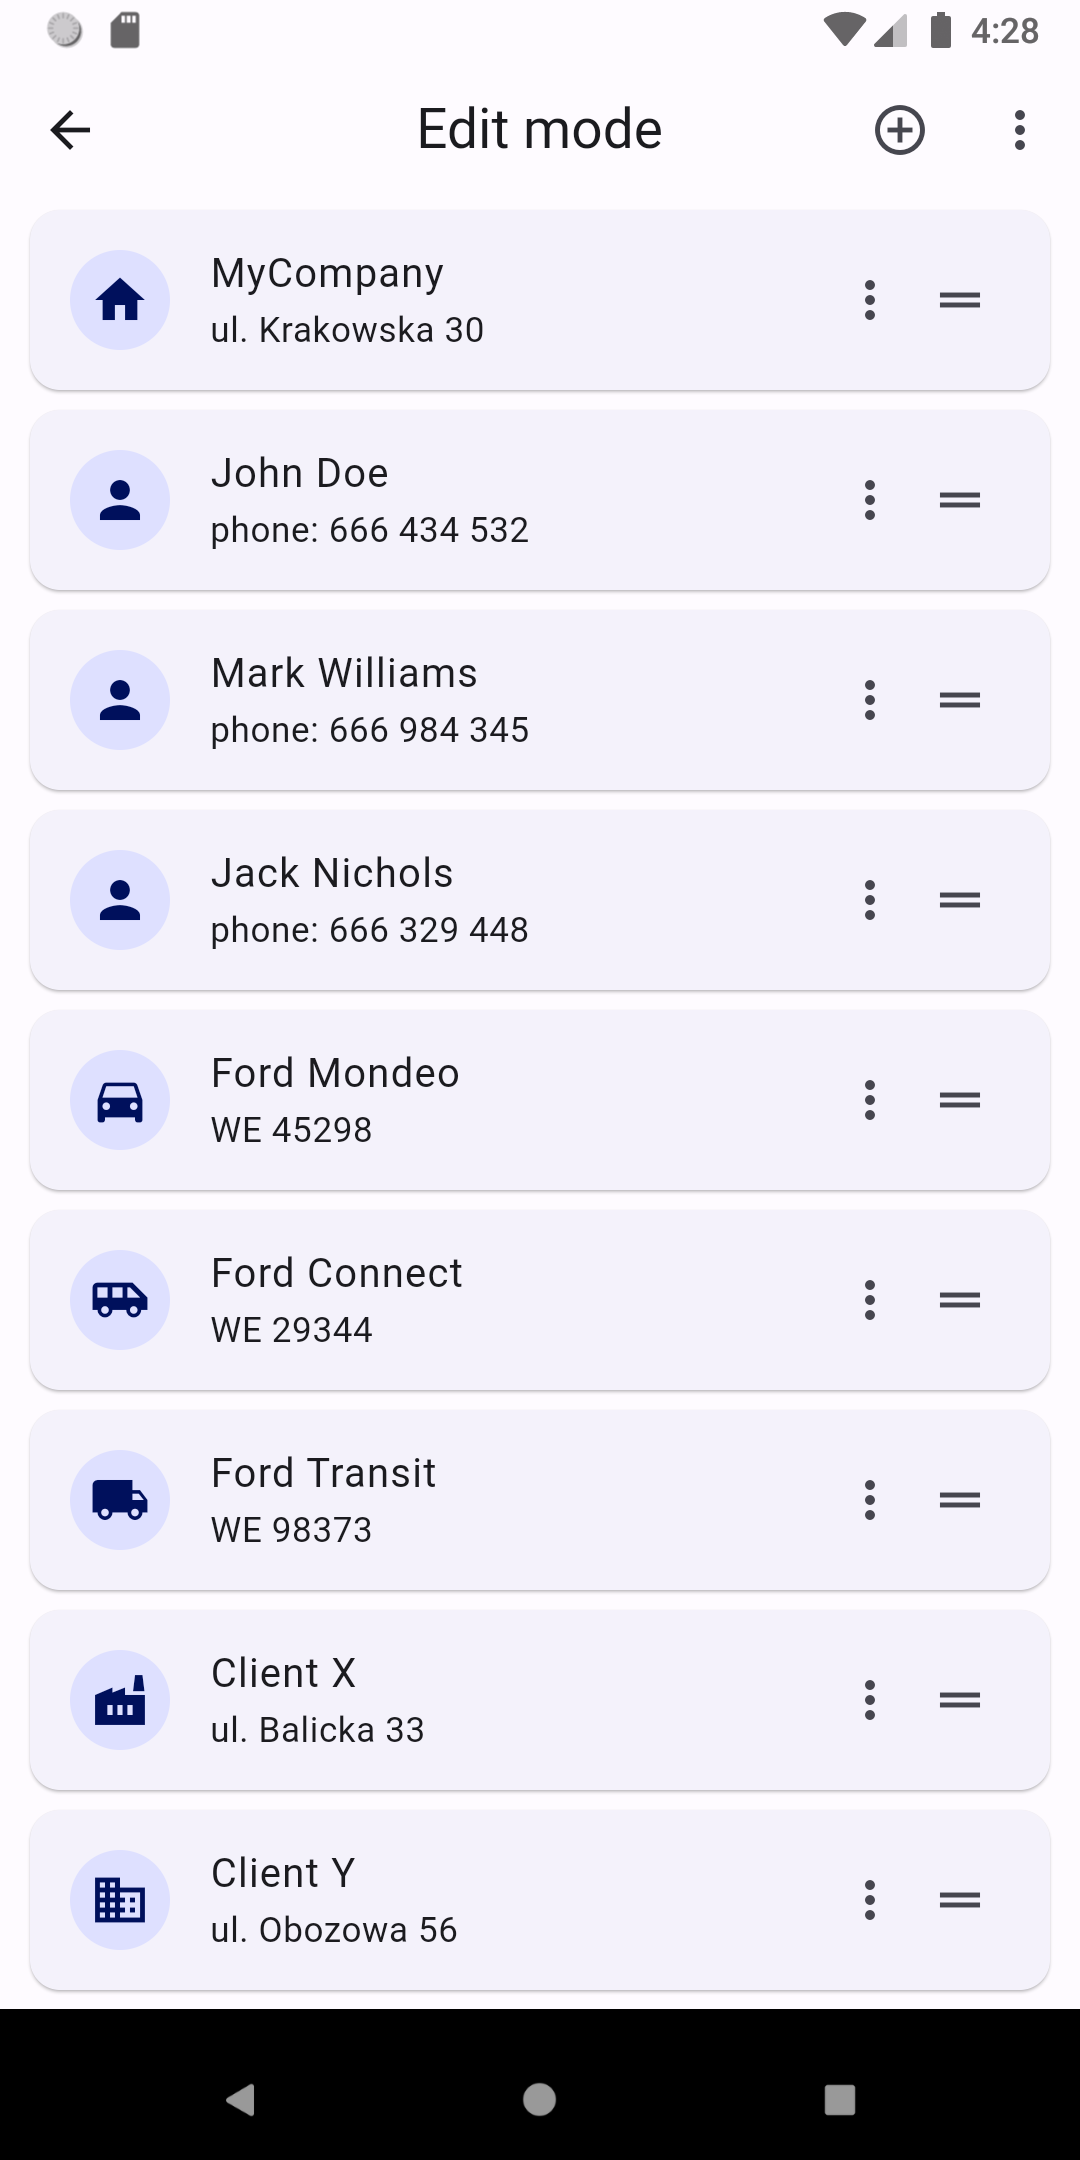 4:28
Edit mode
MyCompany
ul. Krakowska 30
John Doe
phone: 666 434 532
Mark Williams
phone: 666 984 345
Jack Nichols
phone: 666 329 448
Ford Mondeo
WE 45298
Ford Connect
WE 29344
Ford Transit
WE 98373
Client X
ul. Balicka 33
Client Y
ul. Obozowa 56